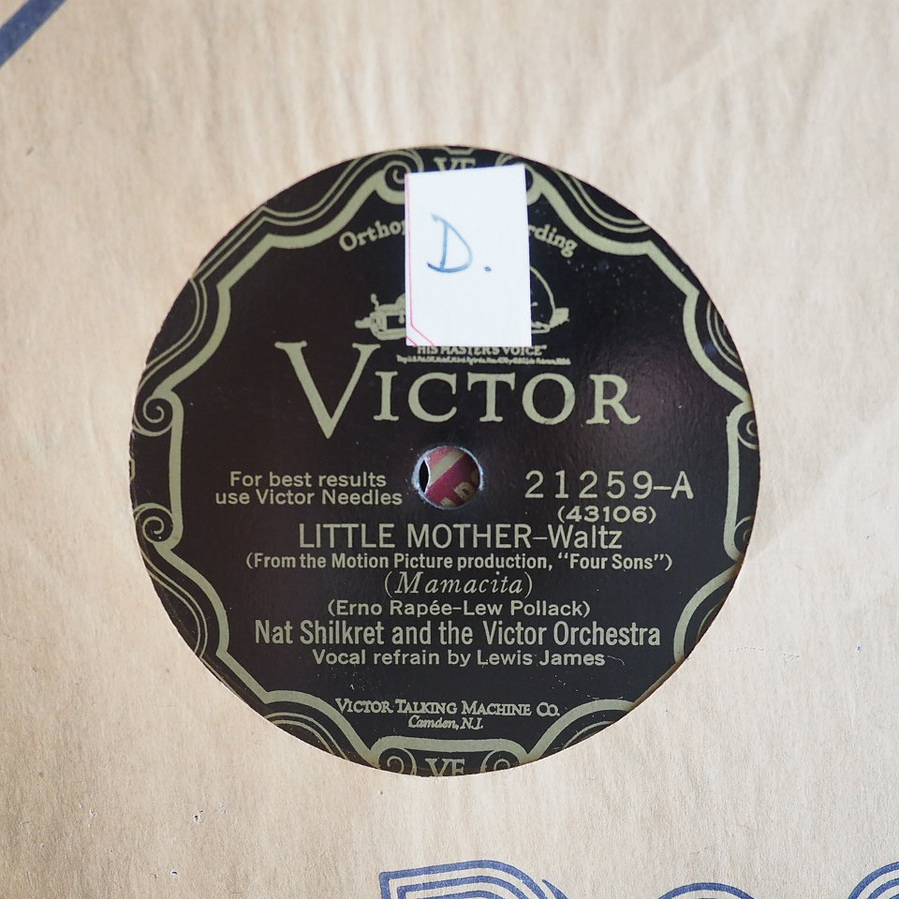 VE
Ortho
rding
D.
"HIS MASTER'S VOICE"
VICTOR
For best results
use Victor Needles
21259-A
(43106)
LITTLE MOTHER-Waltz
(From the Motion Picture production, "Four Sons")
(Mamacita)
(Erno Rapée-Lew Pollack)
Nat Shilkret and the Victor Orchestra
Vocal refrain by Lewis James
VICTOR TALKING MACHINE CO.
Camden, N.J.
VE